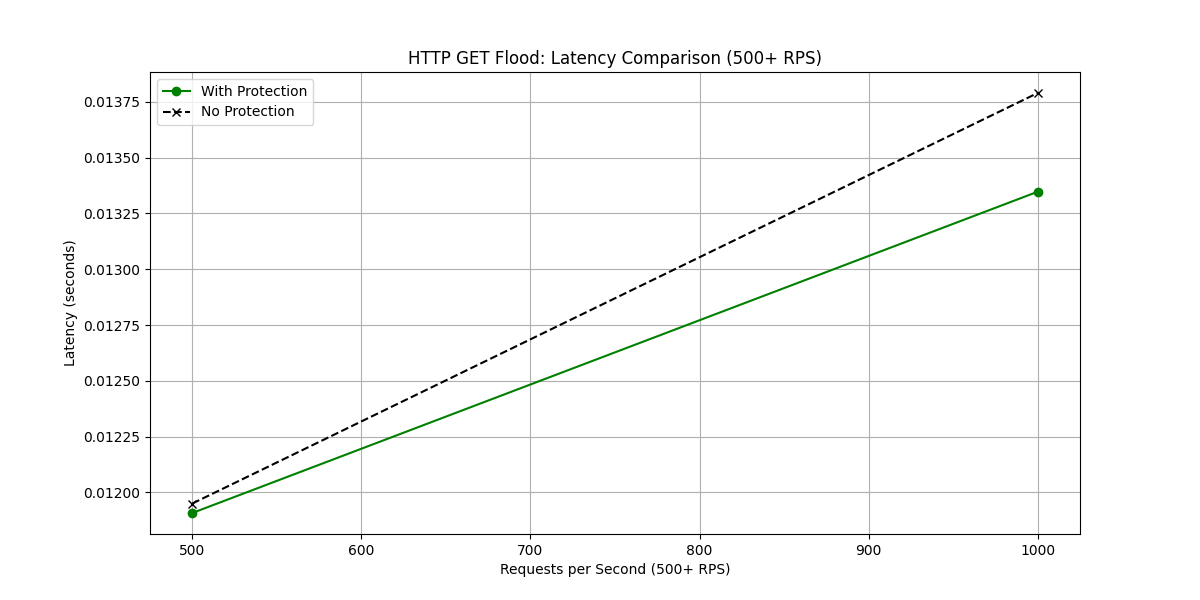 HTTP GET Flood: Latency Comparison (500+ RPS)
With Protection
No Protection
Latency (seconds)
0.01375
0.01350
0.01325
0.01300
0.01275
0.01250
0.01225
0.01200
500 600 700 800 900 1000
Requests per Second (500+ RPS)